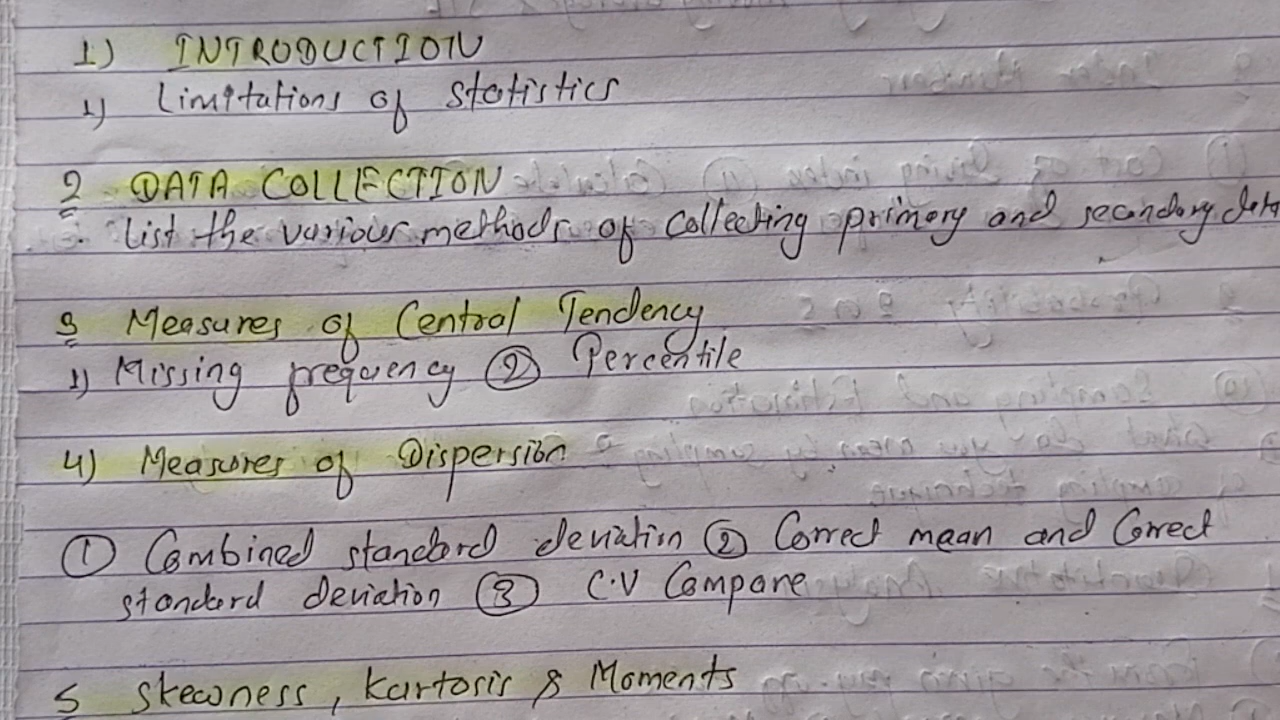 1) INTRODUCTION
1) Limitations of Statistics
2 DATA COLLECTION
. List the various methods of Collecting primary and secondary data
3 Measures of Central Tendency
1) Missing frequency ② Percentile
4) Measures of Dispersion
① Combined standard deviation ② Correct mean and Correct
standard deviation ③ C.V Compare
5 Skewness, Kurtosis & Moments